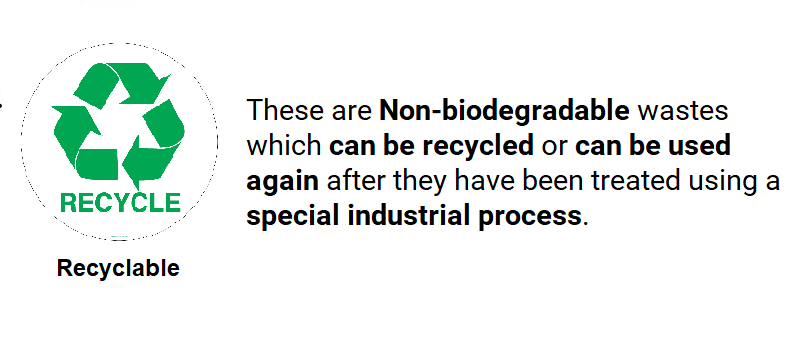 These are Non-biodegradable wastes
which can be recycled or can be used
again after they have been treated using a
special industrial process.
RECYCLE
Recyclable